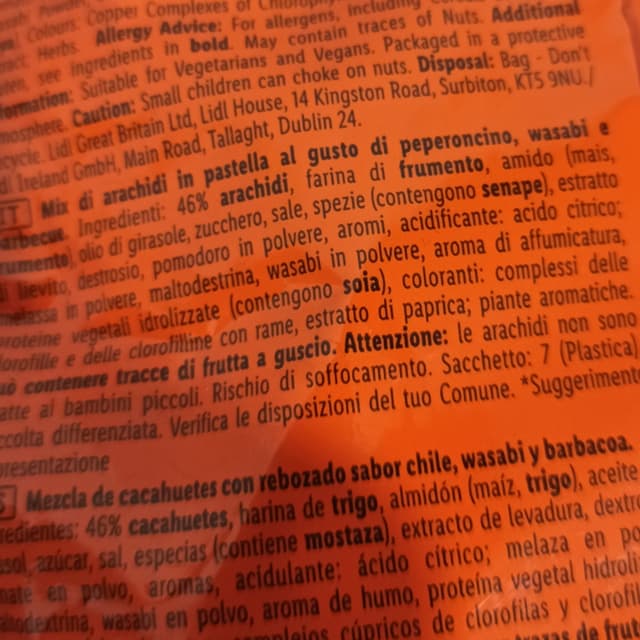 Powder, Colours: Copper Complexes of Chlorophyll
Herbs. Allergy Advice: For allergens, including
see ingredients in bold. May contain traces of Nuts. Additional
Information: Suitable for Vegetarians and Vegans. Packaged in a protective
atmosphere. Caution: Small children can choke on nuts. Disposal: Bag - Don't
recycle. Lidl Great Britain Ltd, Lidl House, 14 Kingston Road, Surbiton, KT5 9NU./
Lidl Ireland GmbH, Main Road, Tallaght, Dublin 24.
IT Mix di arachidi in pastella al gusto di peperoncino, wasabi e
barbecue. Ingredienti: 46% arachidi, farina di frumento, amido (mais,
frumento), olio di girasole, zucchero, sale, spezie (contengono senape), estratto
di lievito, destrosio, pomodoro in polvere, aromi, acidificante: acido citrico;
melassa in polvere, maltodestrina, wasabi in polvere, aroma di affumicatura,
proteine vegetali idrolizzate (contengono soia), coloranti: complessi delle
clorofille e delle clorofilline con rame, estratto di paprica; piante aromatiche.
Può contenere tracce di frutta a guscio. Attenzione: le arachidi non sono
adatte ai bambini piccoli. Rischio di soffocamento. Sacchetto: 7 (Plastica)
raccolta differenziata. Verifica le disposizioni del tuo Comune. *Suggerimento
presentazione
ES Mezcla de cacahuetes con rebozado sabor chile, wasabi y barbacoa.
Ingredientes: 46% cacahuetes, harina de trigo, almidón (maíz, trigo), aceite
girasol, azúcar, sal, especias (contiene mostaza), extracto de levadura, dextr
tomate en polvo, aromas, acidulante: ácido cítrico; melaza en po
maltodextrina, wasabi en polvo, aroma de humo, proteína vegetal hidroli
complejos cúpricos de clorofilas y clorofil
trazas de frut